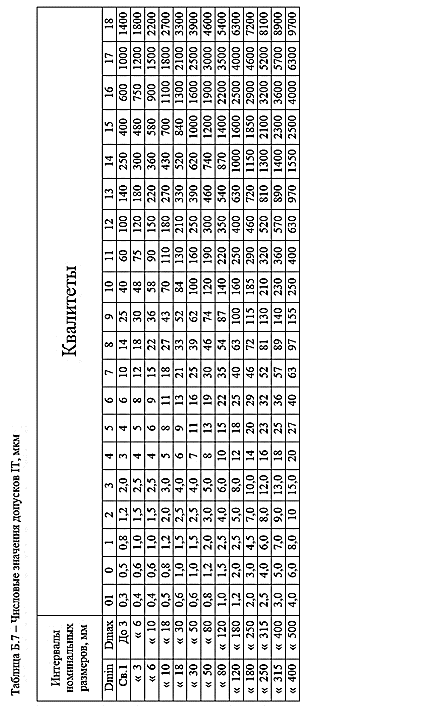 Таблица Б.7 – Числовые значения допусков IT, мкм
Интервалы номинальных размеров, мм Квалитеты
Dmin Dmax 01 0 1 2 3 4 5 6 7 8 9 10 11 12 13 14 15 16 17 18
Св.1 До 3 0,3 0,5 0,8 1,2 2,0 3 4 6 10 14 25 40 60 100 140 250 400 600 1000 1400
« 3 « 6 0,4 0,6 1,0 1,5 2,5 4 5 8 12 18 30 48 75 120 180 300 480 750 1200 1800
« 6 « 10 0,4 0,6 1,0 1,5 2,5 4 6 9 15 22 36 58 90 150 220 360 580 900 1500 2200
« 10 « 18 0,5 0,8 1,2 2,0 3,0 5 8 11 18 27 43 70 110 180 270 430 700 1100 1800 2700
« 18 « 30 0,6 1,0 1,5 2,5 4,0 6 9 13 21 33 52 84 130 210 330 520 840 1300 2100 3300
« 30 « 50 0,6 1,0 1,5 2,5 4,0 7 11 16 25 39 62 100 160 250 390 620 1000 1600 2500 3900
« 50 « 80 0,8 1,2 2,0 3,0 5,0 8 13 19 30 46 74 120 190 300 460 740 1200 1900 3000 4600
« 80 « 120 1,0 1,5 2,5 4,0 6,0 10 15 22 35 54 87 140 220 350 540 870 1400 2200 3500 5400
« 120 « 180 1,2 2,0 2,5 5,0 8,0 12 18 25 40 63 100 160 250 400 630 1000 1600 2500 4000 6300
« 180 « 250 2,0 3,0 4,5 7,0 10,0 14 20 29 46 72 115 185 290 460 720 1150 1850 2900 4600 7200
« 250 « 315 2,5 4,0 6,0 8,0 12,0 16 23 32 52 81 130 210 320 520 810 1300 2100 3200 5200 8100
« 315 « 400 3,0 5,0 7,0 9,0 13,0 18 25 36 57 89 140 230 360 570 890 1400 2300 3600 5700 8900
« 400 « 500 4,0 6,0 8,0 10 15,0 20 27 40 63 97 155 250 400 630 970 1550 2500 4000 6300 9700